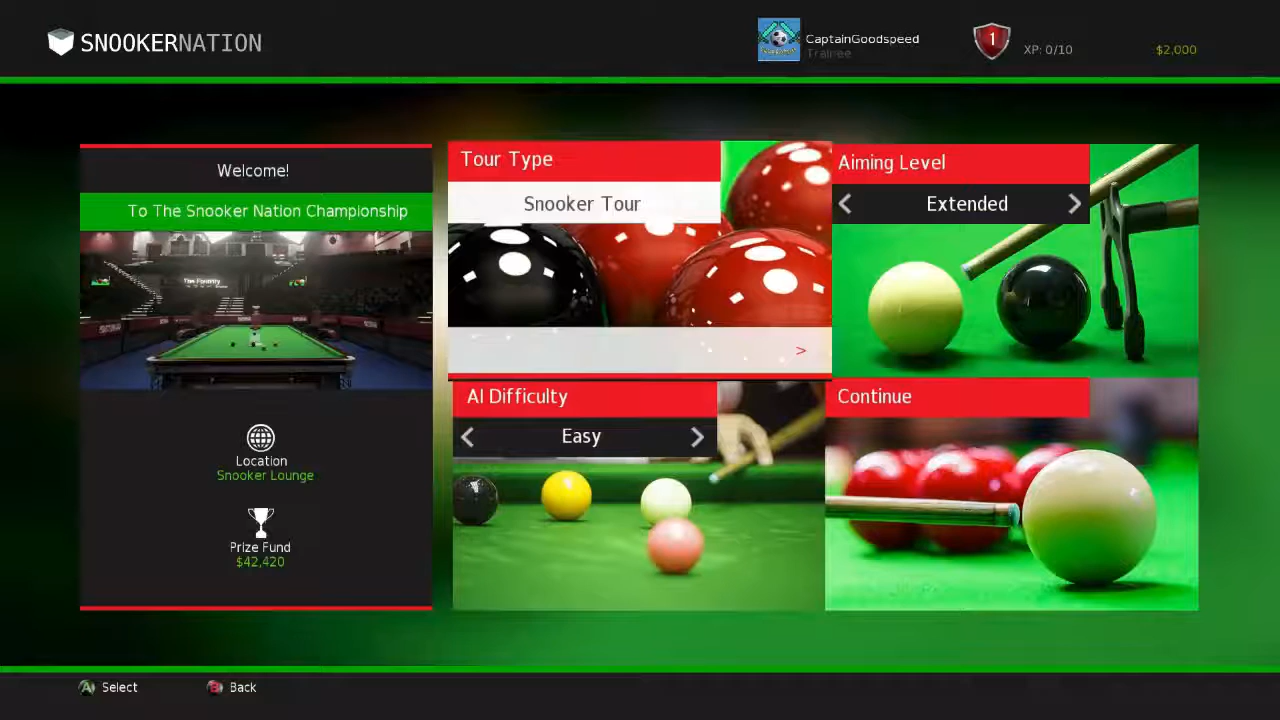 SNOOKERNATION
CaptainGoodspeed
Trainee
1
XP: 0/10
$2,000
Welcome!
To The Snooker Nation Championship
Location
Snooker Lounge
Prize Fund
$42,420
Tour Type
Snooker Tour
>
Aiming Level
Extended
AI Difficulty
Easy
Continue
A Select
B Back